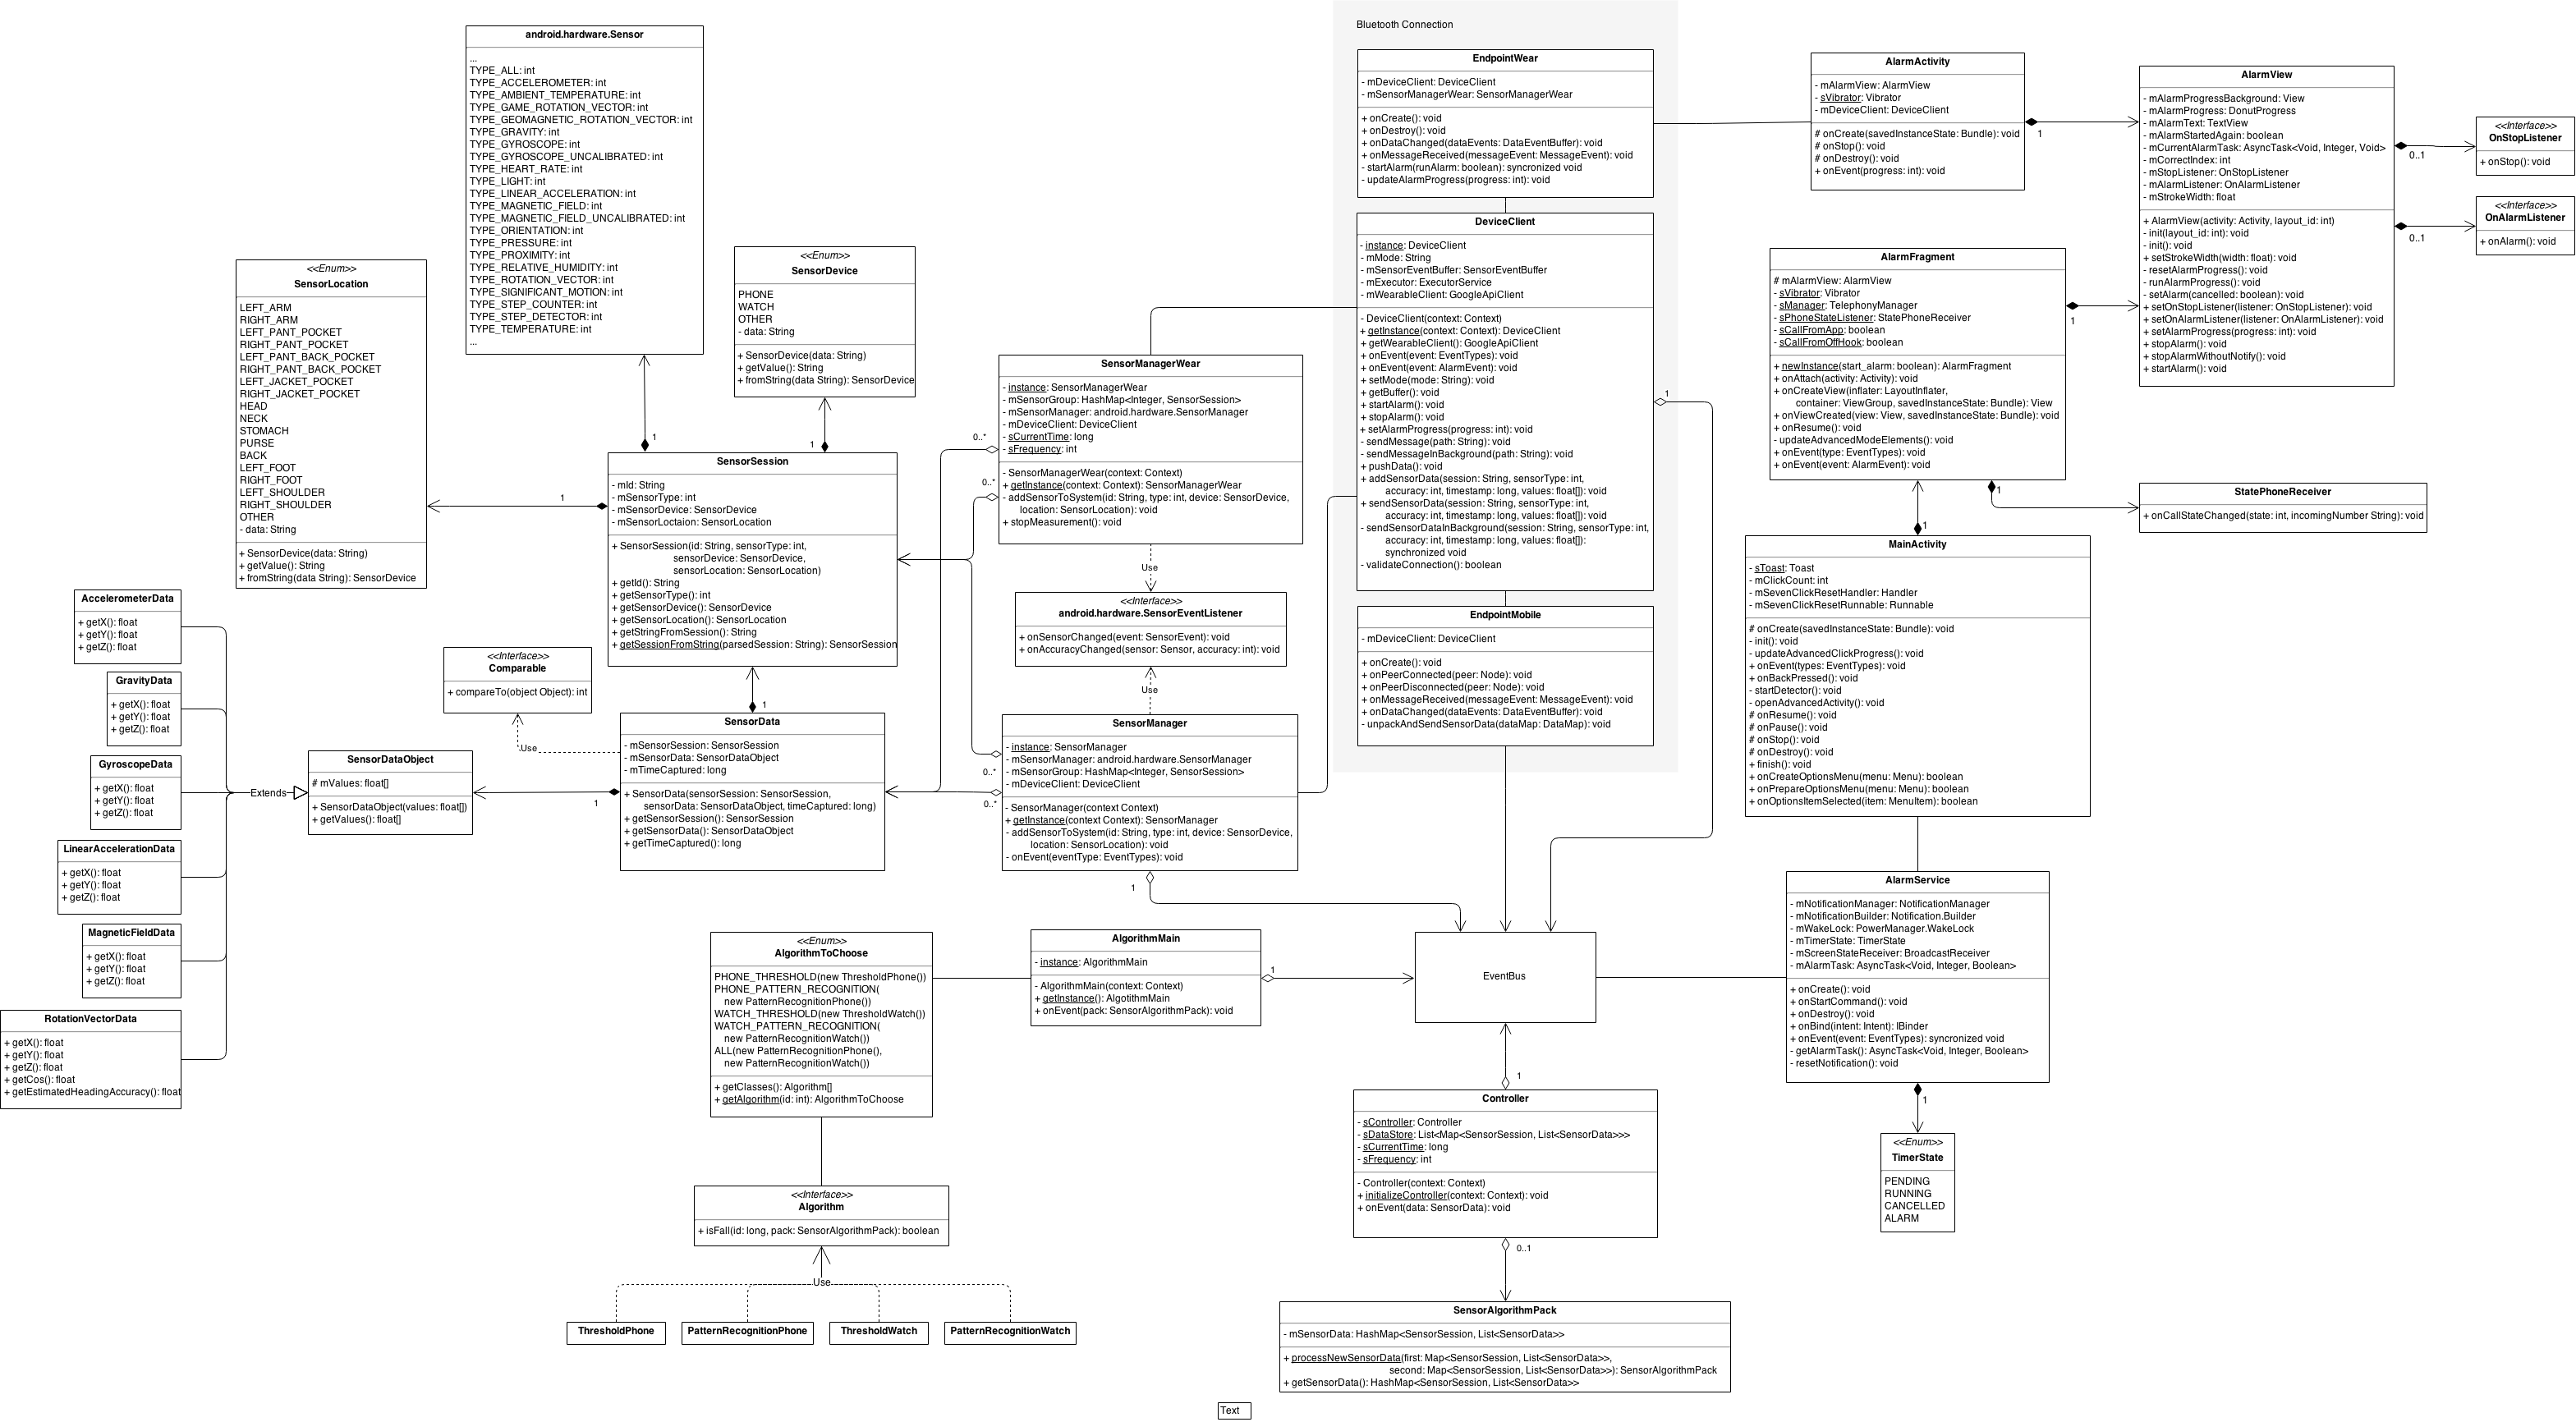 android.hardware.Sensor
...
TYPE_ALL: int
TYPE_ACCELEROMETER: int
TYPE_AMBIENT_TEMPERATURE: int
TYPE_GAME_ROTATION_VECTOR: int
TYPE_GEOMAGNETIC_ROTATION_VECTOR: int
TYPE_GRAVITY: int
TYPE_GYROSCOPE: int
TYPE_GYROSCOPE_UNCALIBRATED: int
TYPE_HEART_RATE: int
TYPE_LIGHT: int
TYPE_LINEAR_ACCELERATION: int
TYPE_MAGNETIC_FIELD: int
TYPE_MAGNETIC_FIELD_UNCALIBRATED: int
TYPE_ORIENTATION: int
TYPE_PRESSURE: int
TYPE_PROXIMITY: int
TYPE_RELATIVE_HUMIDITY: int
TYPE_ROTATION_VECTOR: int
TYPE_SIGNIFICANT_MOTION: int
TYPE_STEP_COUNTER: int
TYPE_STEP_DETECTOR: int
TYPE_TEMPERATURE: int
...
1
<<Enum>>
SensorDevice
PHONE
WATCH
OTHER
- data: String
+ SensorDevice(data: String)
+ getValue(): String
+ fromString(data String): SensorDevice
1
<<Enum>>
SensorLocation
LEFT_ARM
RIGHT_ARM
LEFT_PANT_POCKET
RIGHT_PANT_POCKET
LEFT_PANT_BACK_POCKET
RIGHT_PANT_BACK_POCKET
LEFT_JACKET_POCKET
RIGHT_JACKET_POCKET
HEAD
NECK
STOMACH
PURSE
BACK
LEFT_FOOT
RIGHT_FOOT
LEFT_SHOULDER
RIGHT_SHOULDER
OTHER
- data: String
+ SensorDevice(data: String)
+ getValue(): String
+ fromString(data String): SensorDevice
1
SensorSession
- mId: String
- mSensorType: int
- mSensorDevice: SensorDevice
- mSensorLoctaion: SensorLocation
+ SensorSession(id: String, sensorType: int,
sensorDevice: SensorDevice,
sensorLocation: SensorLocation)
+ getId(): String
+ getSensorType(): int
+ getSensorDevice(): SensorDevice
+ getSensorLocation(): SensorLocation
+ getStringFromSession(): String
+ getSessionFromString(parsedSession: String): SensorSession
1
AccelerometerData
+ getX(): float
+ getY(): float
+ getZ(): float
GravityData
+ getX(): float
+ getY(): float
+ getZ(): float
GyroscopeData
+ getX(): float
+ getY(): float
+ getZ(): float
LinearAccelerationData
+ getX(): float
+ getY(): float
+ getZ(): float
MagneticFieldData
+ getX(): float
+ getY(): float
+ getZ(): float
RotationVectorData
+ getX(): float
+ getY(): float
+ getZ(): float
+ getCos(): float
+ getEstimatedHeadingAccuracy(): float
Extends
SensorDataObject
# mValues: float[]
+ SensorDataObject(values: float[])
+ getValues(): float[]
<<Interface>>
Comparable
+ compareTo(object Object): int
Use
1
SensorData
- mSensorSession: SensorSession
- mSensorData: SensorDataObject
- mTimeCaptured: long
+ SensorData(sensorSession: SensorSession,
sensorData: SensorDataObject, timeCaptured: long)
+ getSensorSession(): SensorSession
+ getSensorData(): SensorDataObject
+ getTimeCaptured(): long
SensorManagerWear
- instance: SensorManagerWear
- mSensorGroup: HashMap<Integer, SensorSession>
- mSensorManager: android.hardware.SensorManager
- mDeviceClient: DeviceClient
- sCurrentTime: long
- sFrequency: int
- SensorManagerWear(context: Context)
+ getInstance(context: Context): SensorManagerWear
- addSensorToSystem(id: String, type: int, device: SensorDevice,
location: SensorLocation): void
+ stopMeasurement(): void
0..*
0..*
Use
<<Interface>>
android.hardware.SensorEventListener
+ onSensorChanged(event: SensorEvent): void
+ onAccuracyChanged(sensor: Sensor, accuracy: int): void
Use
SensorManager
- instance: SensorManager
- mSensorManager: android.hardware.SensorManager
- mSensorGroup: HashMap<Integer, SensorSession>
- mDeviceClient: DeviceClient
- SensorManager(context Context)
+ getInstance(context Context): SensorManager
- addSensorToSystem(id: String, type: int, device: SensorDevice,
location: SensorLocation): void
- onEvent(eventType: EventTypes): void
0..*
0..*
1
Bluetooth Connection
EndpointWear
- mDeviceClient: DeviceClient
- mSensorManagerWear: SensorManagerWear
+ onCreate(): void
+ onDestroy(): void
+ onDataChanged(dataEvents: DataEventBuffer): void
+ onMessageReceived(messageEvent: MessageEvent): void
- startAlarm(runAlarm: boolean): syncronized void
- updateAlarmProgress(progress: int): void
DeviceClient
- instance: DeviceClient
- mMode: String
- mSensorEventBuffer: SensorEventBuffer
- mExecutor: ExecutorService
- mWearableClient: GoogleApiClient
- DeviceClient(context: Context)
+ getInstance(context: Context): DeviceClient
+ getWearableClient(): GoogleApiClient
+ onEvent(event: EventTypes): void
+ onEvent(event: AlarmEvent): void
+ setMode(mode: String): void
+ getBuffer(): void
+ startAlarm(): void
+ stopAlarm(): void
+ setAlarmProgress(progress: int): void
- sendMessage(path: String): void
- sendMessageInBackground(path: String): void
+ pushData(): void
+ addSensorData(session: String, sensorType: int,
accuracy: int, timestamp: long, values: float[]): void
+ sendSensorData(session: String, sensorType: int,
accuracy: int, timestamp: long, values: float[]): void
- sendSensorDataInBackground(session: String, sensorType: int,
accuracy: int, timestamp: long, values: float[]):
synchronized void
- validateConnection(): boolean
1
EndpointMobile
- mDeviceClient: DeviceClient
+ onCreate(): void
+ onPeerConnected(peer: Node): void
+ onPeerDisconnected(peer: Node): void
+ onMessageReceived(messageEvent: MessageEvent): void
+ onDataChanged(dataEvents: DataEventBuffer): void
- unpackAndSendSensorData(dataMap: DataMap): void
AlarmActivity
- mAlarmView: AlarmView
- sVibrator: Vibrator
- mDeviceClient: DeviceClient
# onCreate(savedInstanceState: Bundle): void
# onStop(): void
# onDestroy(): void
+ onEvent(progress: int): void
1
AlarmView
- mAlarmProgressBackground: View
- mAlarmProgress: DonutProgress
- mAlarmText: TextView
- mAlarmStartedAgain: boolean
- mCurrentAlarmTask: AsyncTask<Void, Integer, Void>
- mCorrectIndex: int
- mStopListener: OnStopListener
- mAlarmListener: OnAlarmListener
- mStrokeWidth: float
+ AlarmView(activity: Activity, layout_id: int)
- init(layout_id: int): void
- init(): void
+ setStrokeWidth(width: float): void
- resetAlarmProgress(): void
- runAlarmProgress(): void
- setAlarm(cancelled: boolean): void
+ setOnStopListener(listener: OnStopListener): void
+ setOnAlarmListener(listener: OnAlarmListener): void
+ setAlarmProgress(progress: int): void
+ stopAlarm(): void
+ stopAlarmWithoutNotify(): void
+ startAlarm(): void
0..1
0..1
<<Interface>>
OnStopListener
+ onStop(): void
<<Interface>>
OnAlarmListener
+ onAlarm(): void
AlarmFragment
# mAlarmView: AlarmView
- sVibrator: Vibrator
- sManager: TelephonyManager
- sPhoneStateListener: StatePhoneReceiver
- sCallFromApp: boolean
- sCallFromOffHook: boolean
+ newInstance(start_alarm: boolean): AlarmFragment
+ onAttach(activity: Activity): void
+ onCreateView(inflater: LayoutInflater,
container: ViewGroup, savedInstanceState: Bundle): View
+ onViewCreated(view: View, savedInstanceState: Bundle): void
+ onResume(): void
- updateAdvancedModeElements(): void
+ onEvent(type: EventTypes): void
+ onEvent(event: AlarmEvent): void
1
1
StatePhoneReceiver
+ onCallStateChanged(state: int, incomingNumber String): void
1
MainActivity
- sToast: Toast
- mClickCount: int
- mSevenClickResetHandler: Handler
- mSevenClickResetRunnable: Runnable
# onCreate(savedInstanceState: Bundle): void
- init(): void
- updateAdvancedClickProgress(): void
+ onEvent(types: EventTypes): void
+ onBackPressed(): void
- startDetector(): void
- openAdvancedActivity(): void
# onResume(): void
# onPause(): void
# onStop(): void
# onDestroy(): void
+ finish(): void
+ onCreateOptionsMenu(menu: Menu): boolean
+ onPrepareOptionsMenu(menu: Menu): boolean
+ onOptionsItemSelected(item: MenuItem): boolean
AlarmService
- mNotificationManager: NotificationManager
- mNotificationBuilder: Notification.Builder
- mWakeLock: PowerManager.WakeLock
- mTimerState: TimerState
- mScreenStateReceiver: BroadcastReceiver
- mAlarmTask: AsyncTask<Void, Integer, Boolean>
+ onCreate(): void
+ onStartCommand(): void
+ onDestroy(): void
+ onBind(intent: Intent): IBinder
+ onEvent(event: EventTypes): syncronized void
- getAlarmTask(): AsyncTask<Void, Integer, Boolean>
- resetNotification(): void
1
<<Enum>>
TimerState
PENDING
RUNNING
CANCELLED
ALARM
<<Enum>>
AlgorithmToChoose
PHONE_THRESHOLD(new ThresholdPhone())
PHONE_PATTERN_RECOGNITION(
new PatternRecognitionPhone())
WATCH_THRESHOLD(new ThresholdWatch())
WATCH_PATTERN_RECOGNITION(
new PatternRecognitionWatch())
ALL(new PatternRecognitionPhone(),
new PatternRecognitionWatch())
+ getClasses(): Algorithm[]
+ getAlgorithm(id: int): AlgorithmToChoose
AlgorithmMain
- instance: AlgorithmMain
- AlgorithmMain(context: Context)
+ getInstance(): AlgotithmMain
+ onEvent(pack: SensorAlgorithmPack): void
1
EventBus
1
Controller
- sController: Controller
- sDataStore: List<Map<SensorSession, List<SensorData>>>
- sCurrentTime: long
- sFrequency: int
- Controller(context: Context)
+ initializeController(context: Context): void
+ onEvent(data: SensorData): void
0..1
<<Interface>>
Algorithm
+ isFall(id: long, pack: SensorAlgorithmPack): boolean
Use
ThresholdPhone
PatternRecognitionPhone
ThresholdWatch
PatternRecognitionWatch
SensorAlgorithmPack
- mSensorData: HashMap<SensorSession, List<SensorData>>
+ processNewSensorData(first: Map<SensorSession, List<SensorData>>,
second: Map<SensorSession, List<SensorData>>): SensorAlgorithmPack
+ getSensorData(): HashMap<SensorSession, List<SensorData>>
Text